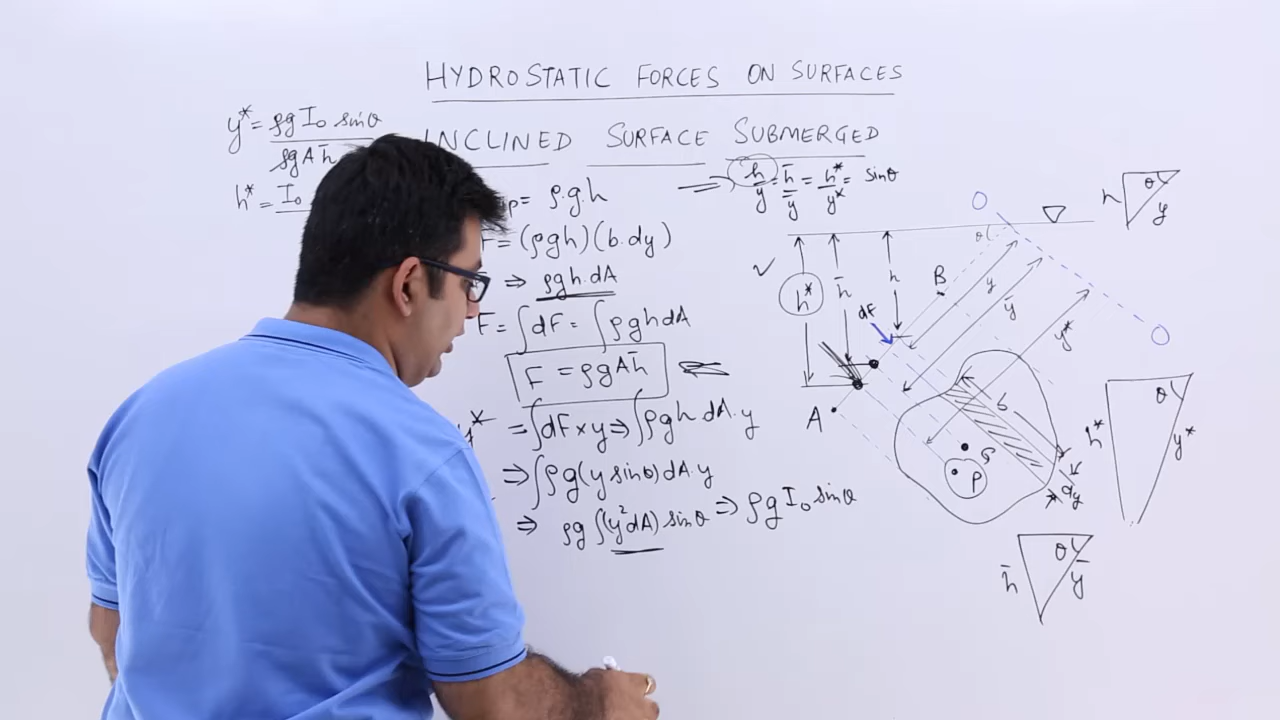 HYDROSTATIC FORCES ON SURFACES
INCLINED SURFACE SUBMERGED
y* = ρg I₀ sinθ
ρg A h̄
h* = I₀
p = ρ.g.h
= (ρgh)(b.dy)
⇒ ρgh.dA
F = ∫dF = ∫ρghdA
F = ρgAh̄
y* = ∫dF×y ⇒ ∫ρgh dA.y
⇒ ∫ρg(y sinθ)dA.y
⇒ ρg∫(y²dA) sinθ ⇒ ρg I₀ sinθ
⇒ h/y = h̄/ȳ = h*/y* = sinθ
O
θ
h*
h̄
h
B
dF
A
y
ȳ
y*
O
b
G
P
dy
h
θ
y
h*
θ
y*
h̄
θ
ȳ